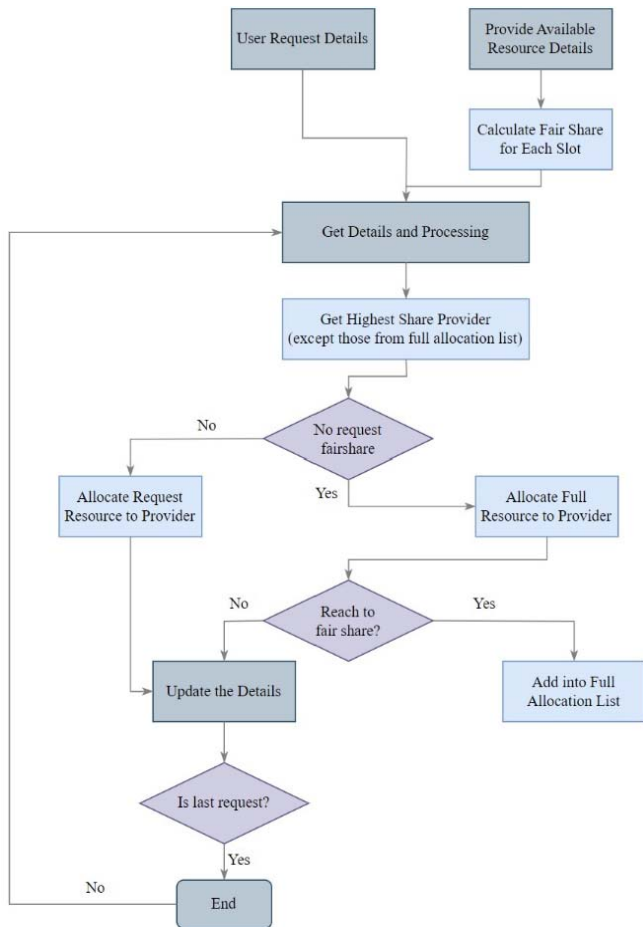 User Request Details
Provide Available
Resource Details
Calculate Fair Share
for Each Slot
Get Details and Processing
Get Highest Share Provider
(except those from full allocation list)
No request
fairshare
No
Yes
Allocate Request
Resource to Provider
Allocate Full
Resource to Provider
Reach to
fair share?
No
Yes
Update the Details
Add into Full
Allocation List
Is last request?
Yes
No
End